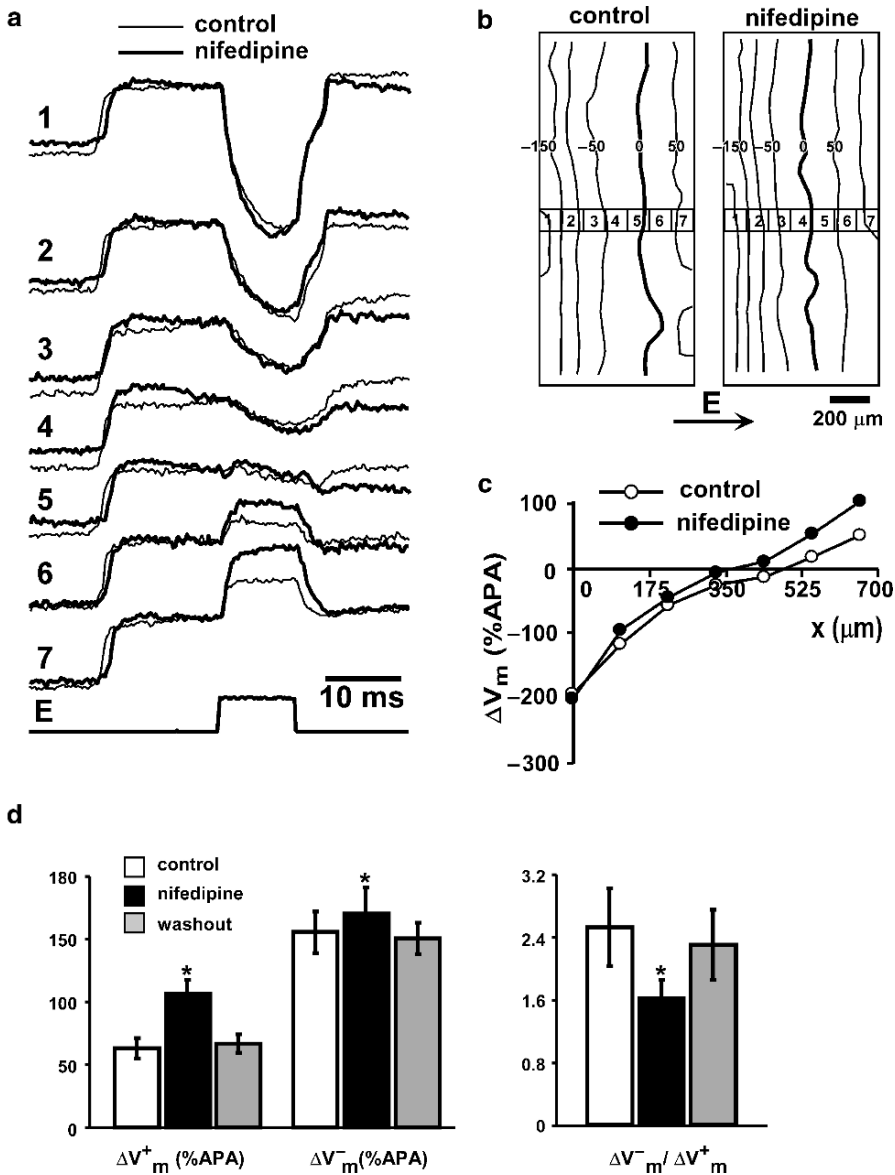 a
control
nifedipine
1
2
3
4
5
6
7
10 ms
E
b
control
nifedipine
−150 −50 0 50
−150 −50 0 50
1 2 3 4 5 6 7
1 2 3 4 5 6 7
E
200 μm
c
control
nifedipine
100
0
−100
−200
−300
0 175 350 525 700
x (μm)
ΔVm (%APA)
d
control
nifedipine
washout
180
150
100
50
0
*
*
ΔV+m (%APA)
ΔV−m(%APA)
3.2
2.4
1.6
0.8
0
*
ΔV−m/ ΔV+m